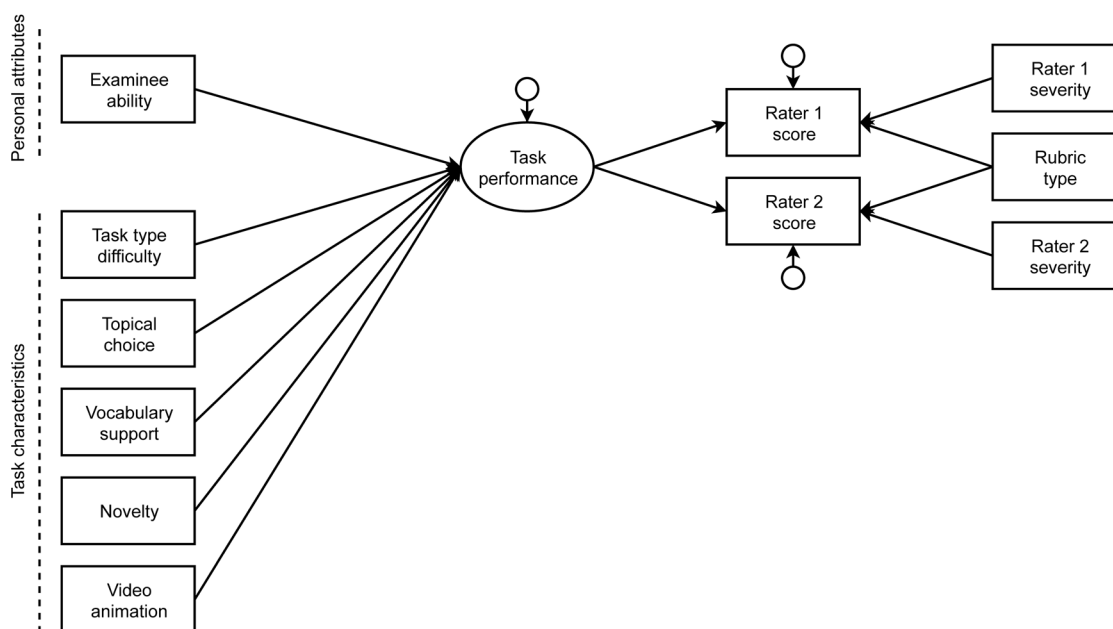 Personal attributes
Examinee
ability
Task characteristics
Task type
difficulty
Topical
choice
Vocabulary
support
Novelty
Video
animation
Task
performance
Rater 1
score
Rater 2
score
Rater 1
severity
Rubric
type
Rater 2
severity